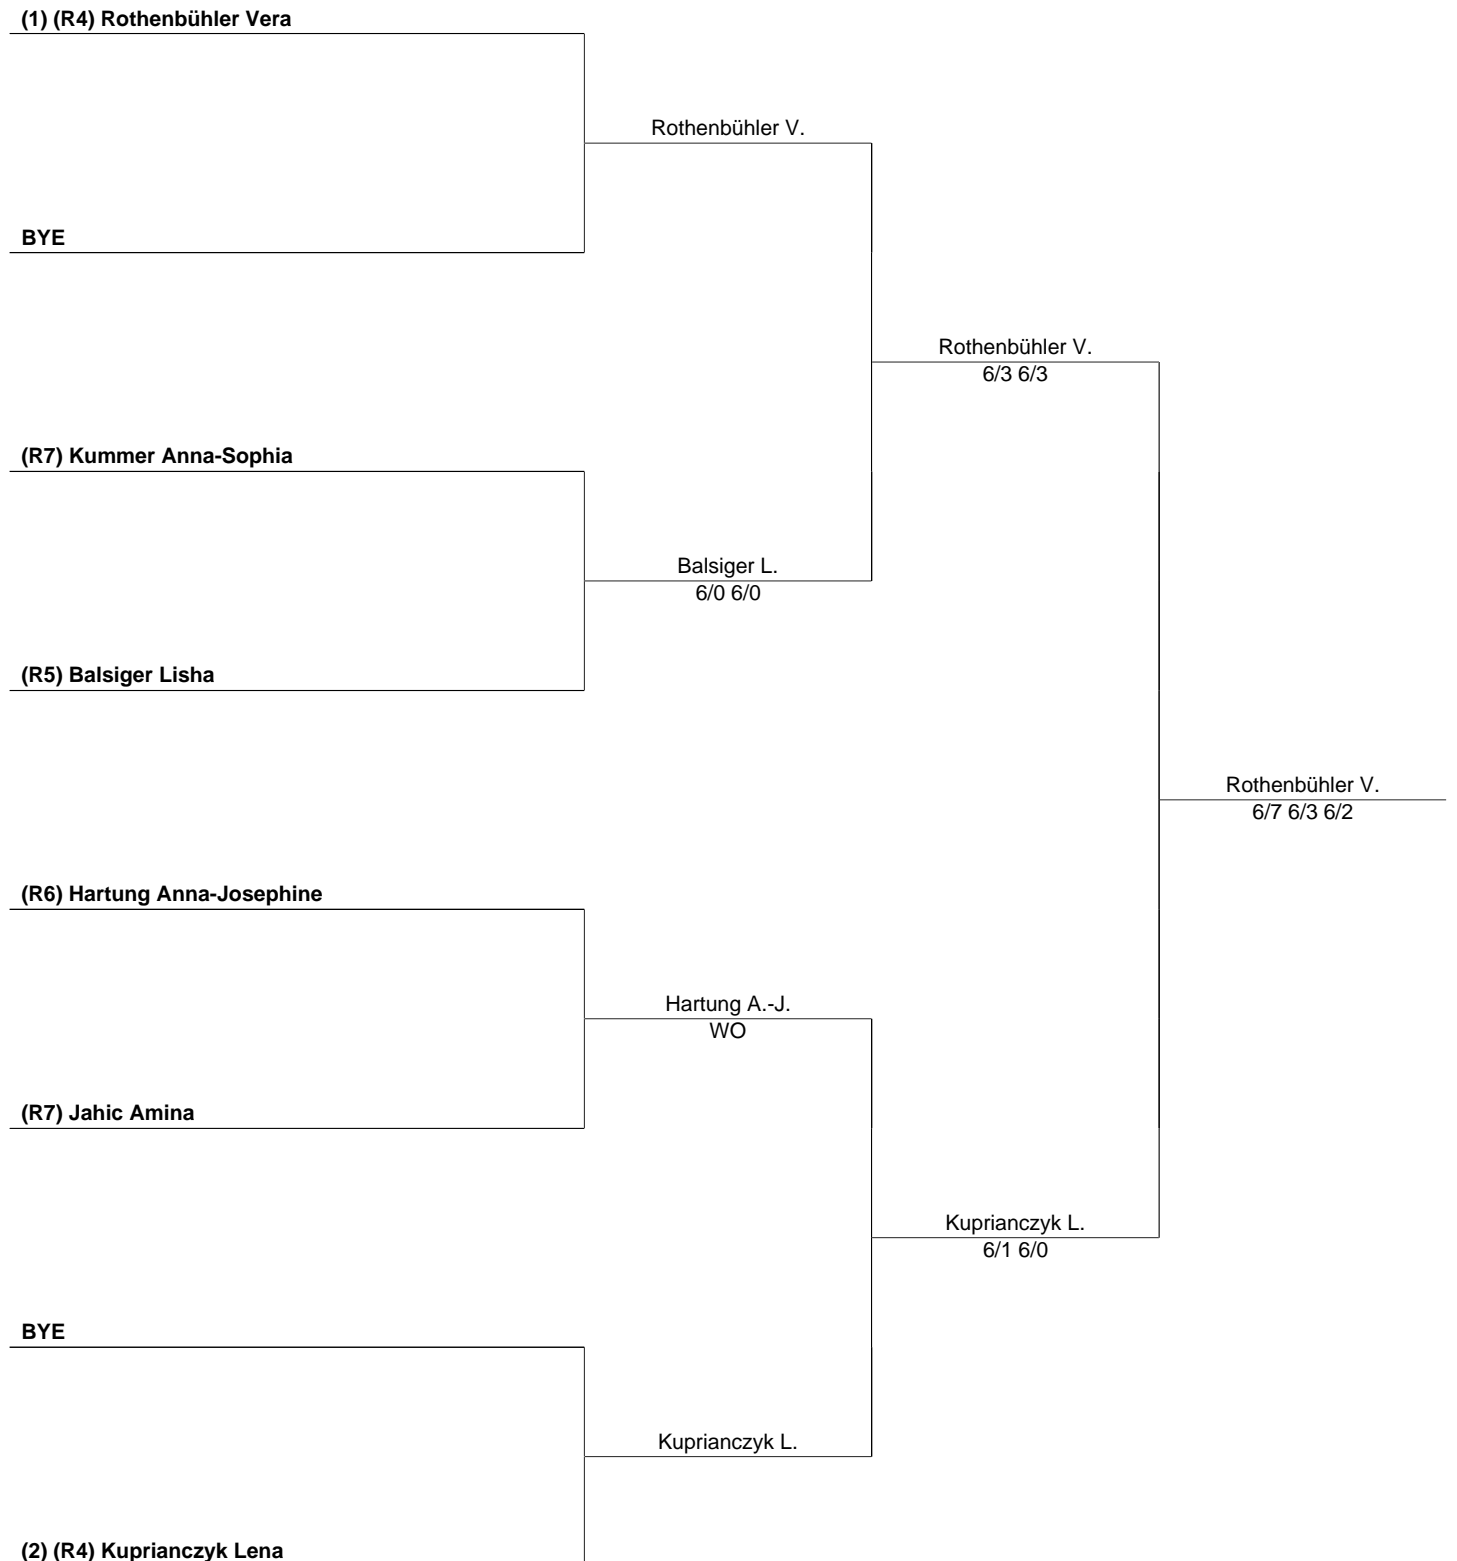 (1) (R4) Rothenbühler Vera
Rothenbühler V.
BYE
Rothenbühler V.
6/3 6/3
(R7) Kummer Anna-Sophia
Balsiger L.
6/0 6/0
(R5) Balsiger Lisha
Rothenbühler V.
6/7 6/3 6/2
(R6) Hartung Anna-Josephine
Hartung A.-J.
WO
(R7) Jahic Amina
Kuprianczyk L.
6/1 6/0
BYE
Kuprianczyk L.
(2) (R4) Kuprianczyk Lena